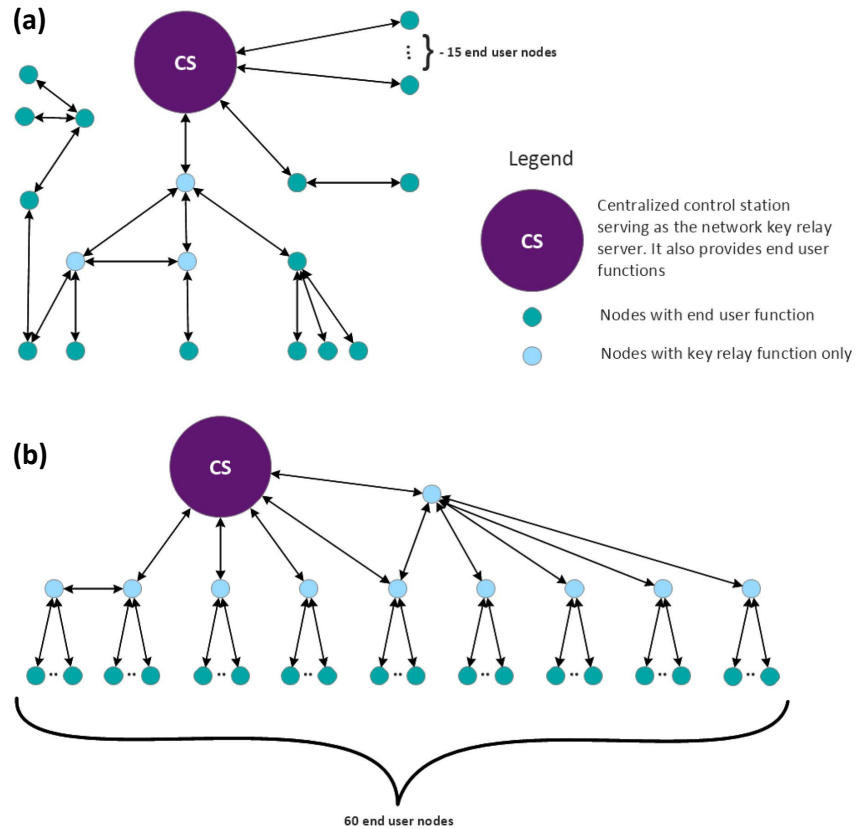 (a)
CS
...
- 15 end user nodes
Legend
CS
Centralized control station
serving as the network key relay
server. It also provides end user
functions
Nodes with end user function
Nodes with key relay function only
(b)
CS
.. .. .. .. .. .. .. .. ..
60 end user nodes